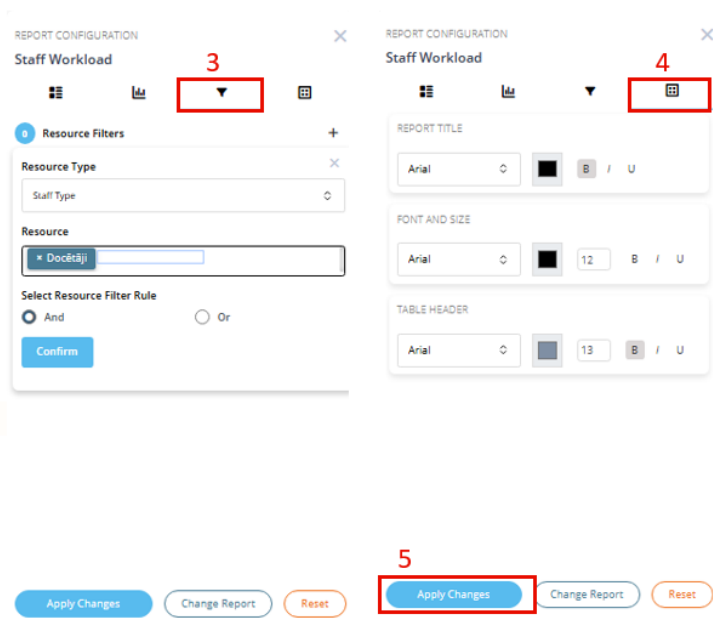 REPORT CONFIGURATION
Staff Workload
3
0 Resource Filters +
Resource Type
Staff Type
Resource
× Docētāji
Select Resource Filter Rule
And Or
Confirm
Apply Changes Change Report Reset
REPORT CONFIGURATION
Staff Workload
4
REPORT TITLE
Arial B I U
FONT AND SIZE
Arial 12 B I U
TABLE HEADER
Arial 13 B I U
5
Apply Changes Change Report Reset